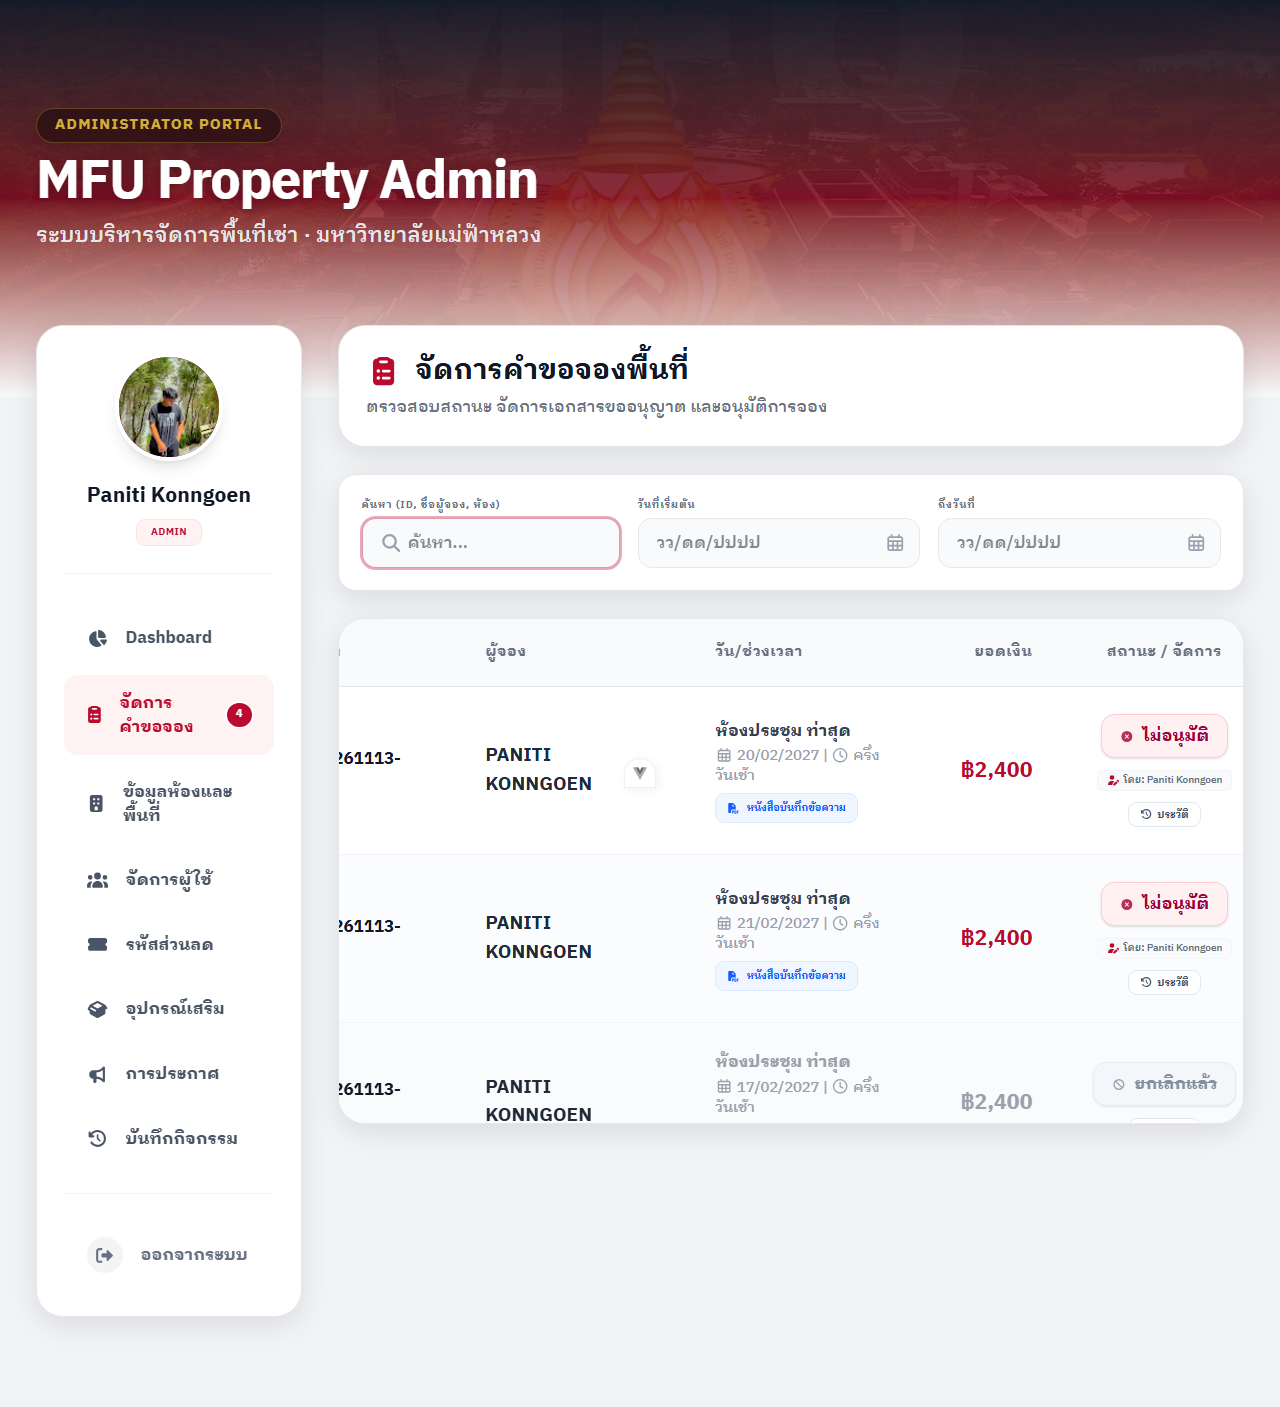 ADMINISTRATOR PORTAL
MFU Property Admin
ระบบบริหารจัดการพื้นที่เช่า · มหาวิทยาลัยแม่ฟ้าหลวง
Paniti Konngoen
ADMIN
Dashboard
จัดการ
คำขอจอง
4
ข้อมูลห้องและ
พื้นที่
จัดการผู้ใช้
รหัสส่วนลด
อุปกรณ์เสริม
การประกาศ
บันทึกกิจกรรม
ออกจากระบบ
จัดการคำขอจองพื้นที่
ตรวจสอบสถานะ จัดการเอกสารขออนุญาต และอนุมัติการจอง
ค้นหา (ID, ชื่อผู้จอง, ห้อง)
ค้นหา...
วันที่เริ่มต้น
วว/ดด/ปปปป
ถึงวันที่
วว/ดด/ปปปป
ผู้จอง
วัน/ช่วงเวลา
ยอดเงิน
สถานะ / จัดการ
261113-
PANITI
KONNGOEN
ห้องประชุม ท่าสุด
20/02/2027 | ครึ่ง
วันเช้า
หนังสือบันทึกข้อความ
฿2,400
ไม่อนุมัติ
โดย: Paniti Konngoen
ประวัติ
261113-
PANITI
KONNGOEN
ห้องประชุม ท่าสุด
21/02/2027 | ครึ่ง
วันเช้า
หนังสือบันทึกข้อความ
฿2,400
ไม่อนุมัติ
โดย: Paniti Konngoen
ประวัติ
261113-
PANITI
KONNGOEN
ห้องประชุม ท่าสุด
17/02/2027 | ครึ่ง
วันเช้า
฿2,400
ยกเลิกแล้ว